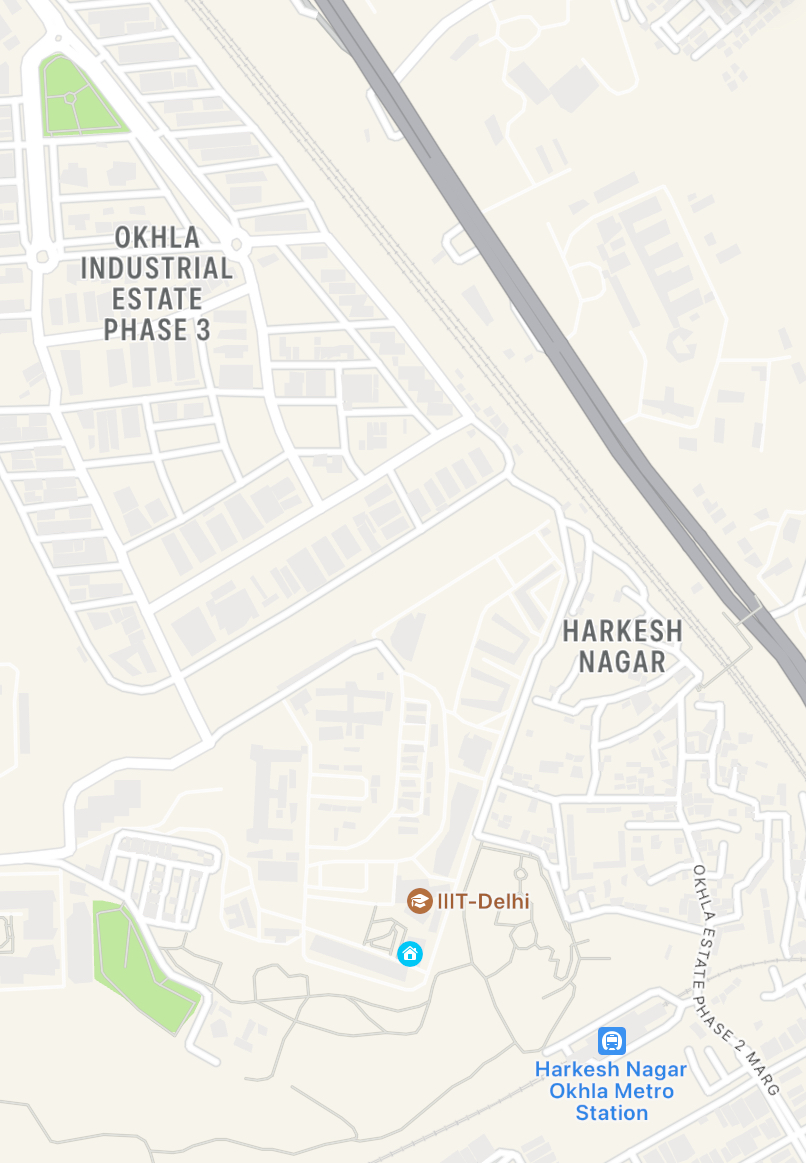 OKHLA
INDUSTRIAL
ESTATE
PHASE 3
HARKESH
NAGAR
IIIT-Delhi
OKHLA ESTATE PHASE 2 MARG
Harkesh Nagar
Okhla Metro
Station